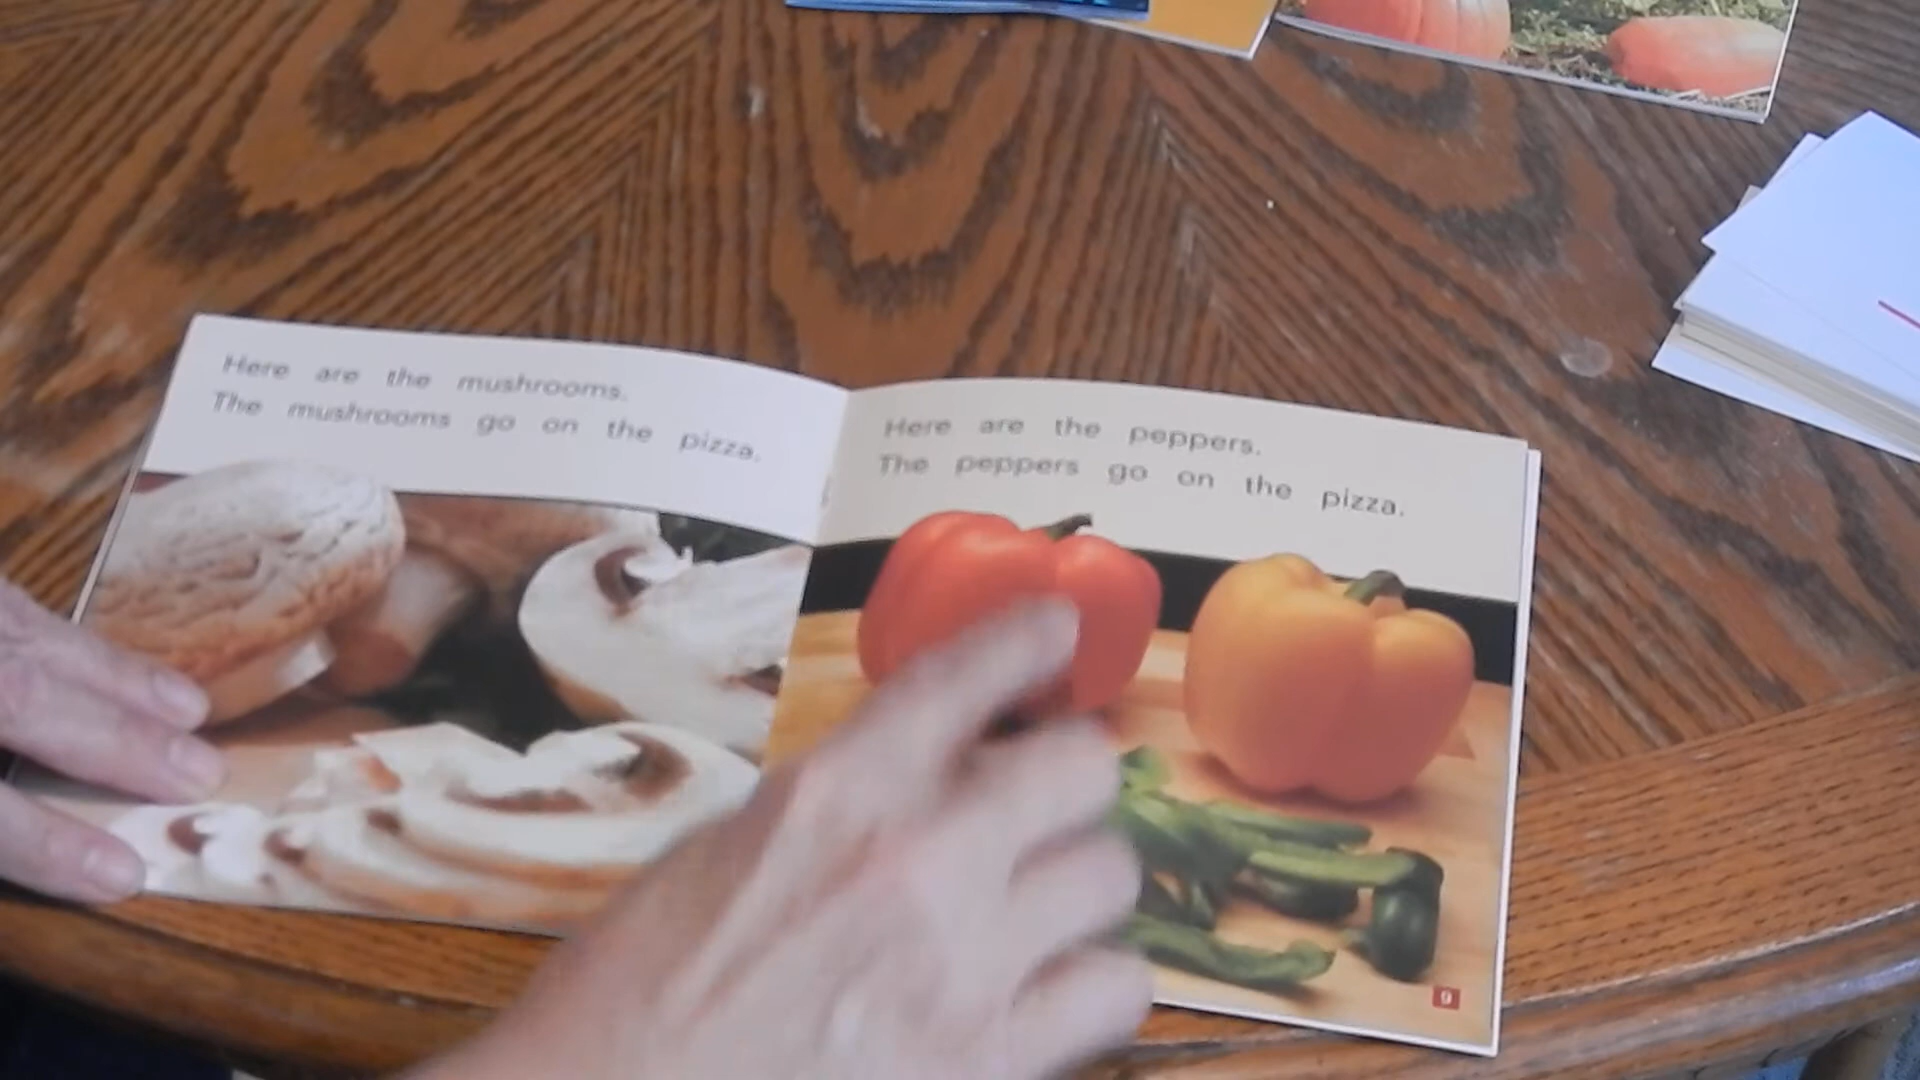 Here are the mushrooms.
The mushrooms go on the pizza.
Here are the peppers.
The peppers go on the pizza.
9